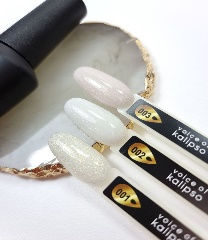 003
voice of
kalipso
002
voice of
kalipso
001
voice of
kalipso